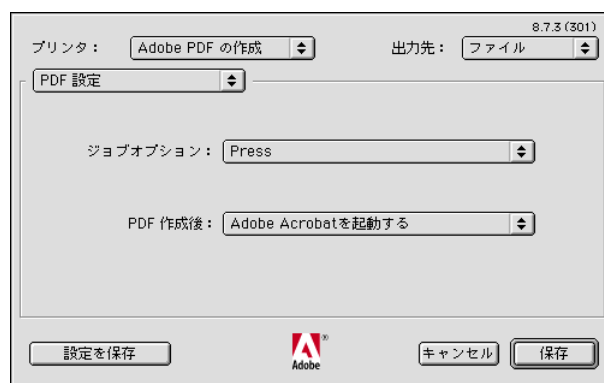 8.7.3 (301)
プリンタ： Adobe PDF の作成 出力先： ファイル
PDF 設定
ジョブオプション： Press
PDF 作成後： Adobe Acrobatを起動する
設定を保存 Adobe® キャンセル 保存